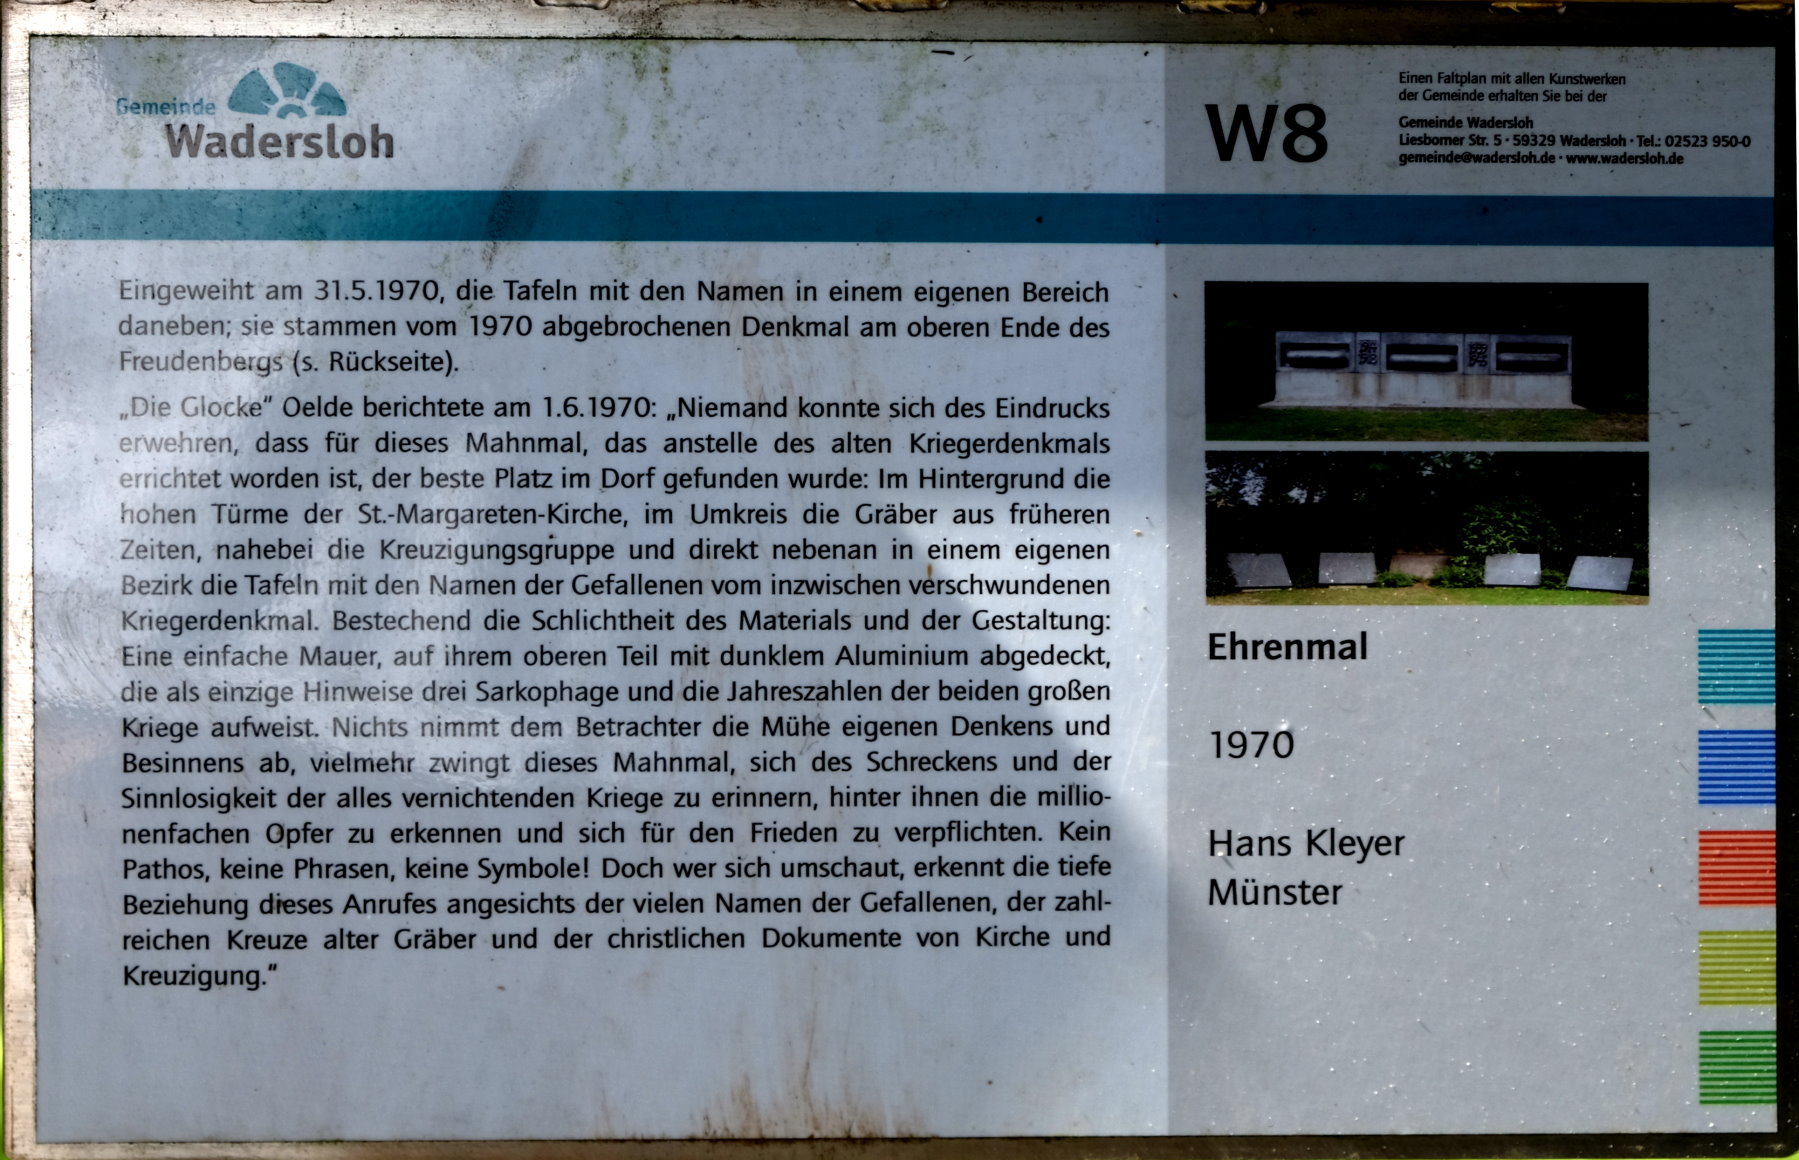 Gemeinde
Wadersloh
W8
Einen Faltplan mit allen Kunstwerken
der Gemeinde erhalten Sie bei der
Gemeinde Wadersloh
Liesborner Str. 5 · 59329 Wadersloh · Tel.: 02523 950-0
gemeinde@wadersloh.de · www.wadersloh.de
Eingeweiht am 31.5.1970, die Tafeln mit den Namen in einem eigenen Bereich
daneben; sie stammen vom 1970 abgebrochenen Denkmal am oberen Ende des
Freudenbergs (s. Rückseite).
„Die Glocke“ Oelde berichtete am 1.6.1970: „Niemand konnte sich des Eindrucks
erwehren, dass für dieses Mahnmal, das anstelle des alten Kriegerdenkmals
errichtet worden ist, der beste Platz im Dorf gefunden wurde: Im Hintergrund die
hohen Türme der St.-Margareten-Kirche, im Umkreis die Gräber aus früheren
Zeiten, nahebei die Kreuzigungsgruppe und direkt nebenan in einem eigenen
Bezirk die Tafeln mit den Namen der Gefallenen vom inzwischen verschwundenen
Kriegerdenkmal. Bestechend die Schlichtheit des Materials und der Gestaltung:
Eine einfache Mauer, auf ihrem oberen Teil mit dunklem Aluminium abgedeckt,
die als einzige Hinweise drei Sarkophage und die Jahreszahlen der beiden großen
Kriege aufweist. Nichts nimmt dem Betrachter die Mühe eigenen Denkens und
Besinnens ab, vielmehr zwingt dieses Mahnmal, sich des Schreckens und der
Sinnlosigkeit der alles vernichtenden Kriege zu erinnern, hinter ihnen die millio-
nenfachen Opfer zu erkennen und sich für den Frieden zu verpflichten. Kein
Pathos, keine Phrasen, keine Symbole! Doch wer sich umschaut, erkennt die tiefe
Beziehung dieses Anrufes angesichts der vielen Namen der Gefallenen, der zahl-
reichen Kreuze alter Gräber und der christlichen Dokumente von Kirche und
Kreuzigung.“
Ehrenmal
1970
Hans Kleyer
Münster